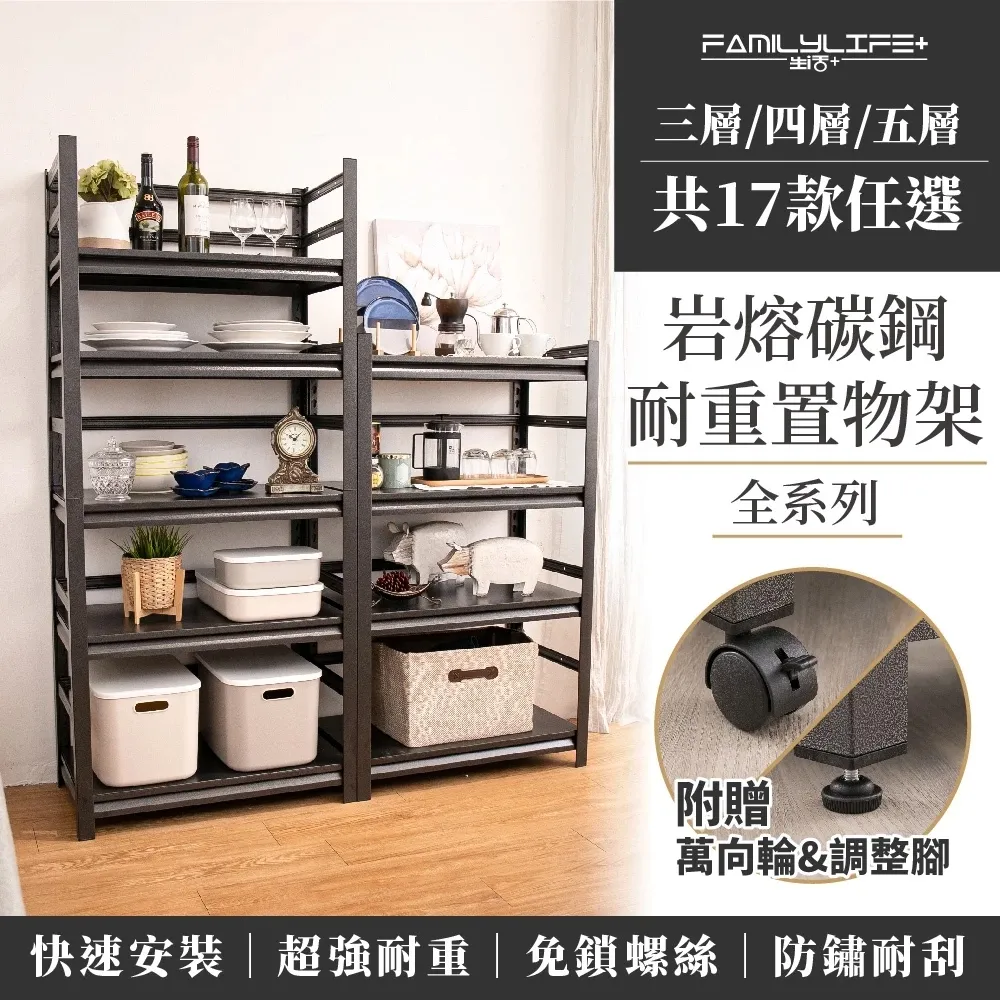 FAMILYLIFE+
生活+
三層/四層/五層
共17款任選
岩熔碳鋼
耐重置物架
全系列
附贈
萬向輪&調整腳
快速安裝｜超強耐重｜免鎖螺絲｜防鏽耐刮